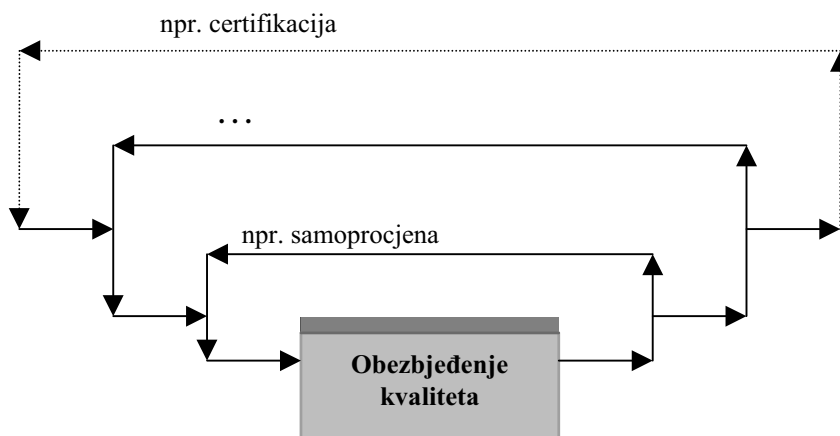 npr. certifikacija
...
npr. samoprocjena
Obezbjeđenje
kvaliteta